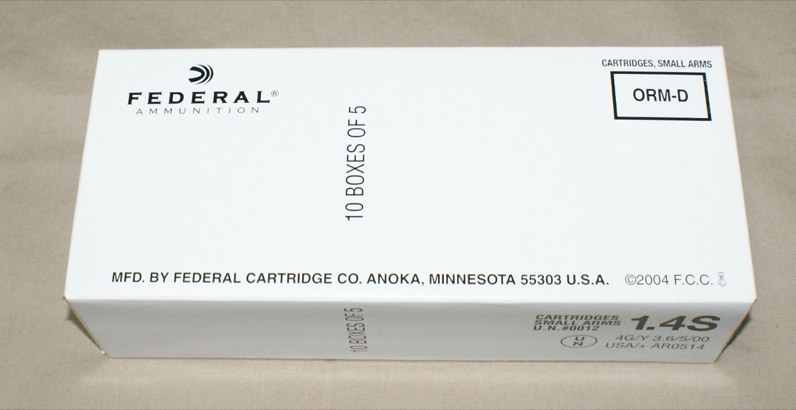 FEDERAL®
AMMUNITION
CARTRIDGES, SMALL ARMS
ORM-D
10 BOXES OF 5
MFD. BY FEDERAL CARTRIDGE CO. ANOKA, MINNESOTA 55303 U.S.A. ©2004 F.C.C.
10 BOXES OF 5
CARTRIDGES
SMALL ARMS
U.N. #0012
1.4S
U
N
4G/Y 3.6/5/00
USA/+ AR0514